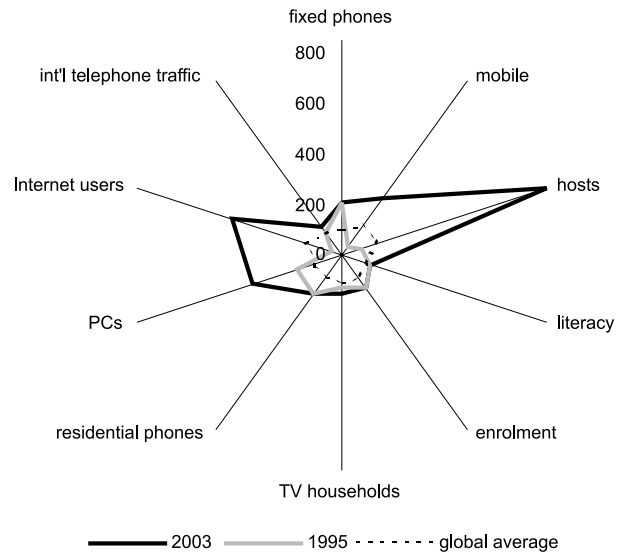 fixed phones
800
int'l telephone traffic
mobile
600
400
Internet users
hosts
200
0
PCs
literacy
residential phones
enrolment
TV households
2003
1995
global average